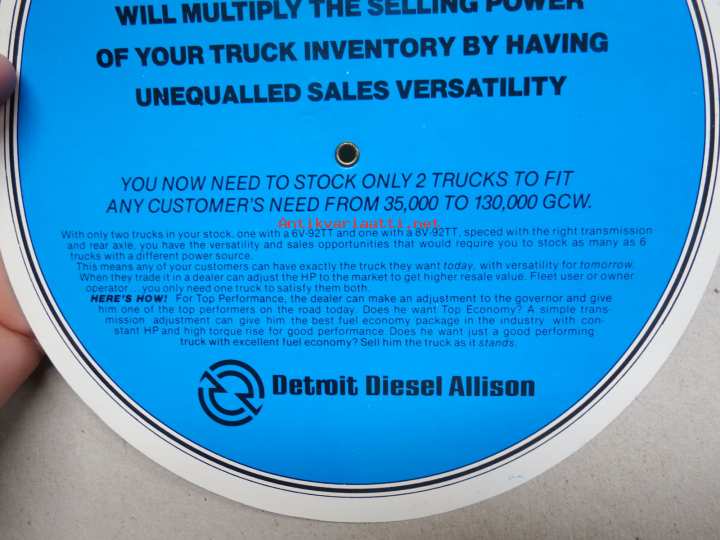 WILL MULTIPLY THE SELLING POWER
OF YOUR TRUCK INVENTORY BY HAVING
UNEQUALLED SALES VERSATILITY
YOU NOW NEED TO STOCK ONLY 2 TRUCKS TO FIT
ANY CUSTOMER'S NEED FROM 35,000 TO 130,000 GCW.
Antikvariaatti.net
With only two trucks in your stock, one with a 6V-92TT and one with a 8V-92TT, speced with the right transmission
and rear axle, you have the versatility and sales opportunities that would require you to stock as many as 6
trucks with a different power source.
This means any of your customers can have exactly the truck they want today, with versatility for tomorrow.
When they trade it in a dealer can adjust the HP to the market to get higher resale value. Fleet user or owner
operator . . . you only need one truck to satisfy them both.
HERE'S HOW! For Top Performance, the dealer can make an adjustment to the governor and give
him one of the top performers on the road today. Does he want Top Economy? A simple trans-
mission adjustment can give him the best fuel economy package in the industry with con-
stant HP and high torque rise for good performance. Does he want just a good performing
truck with excellent fuel economy? Sell him the truck as it stands.
Detroit Diesel Allison